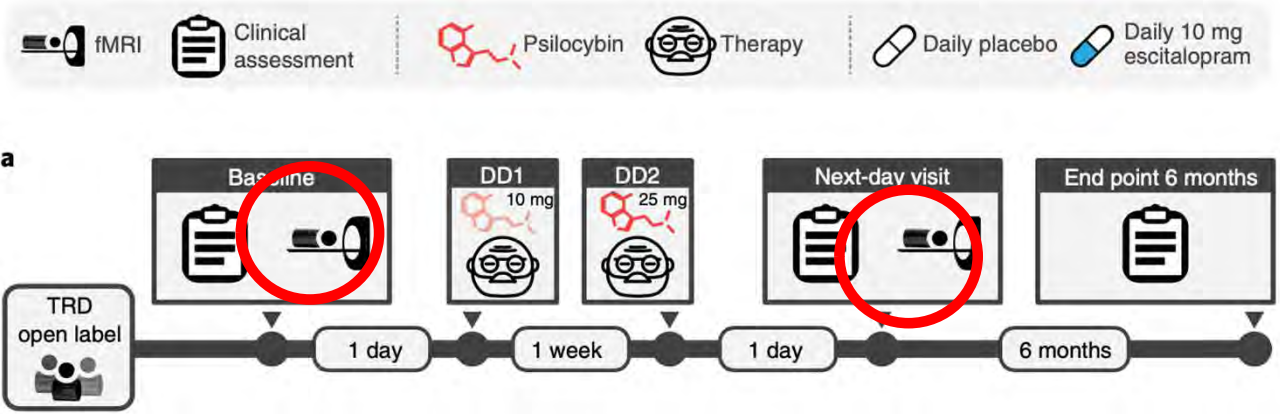 fMRI
Clinical
assessment
Psilocybin
Therapy
Daily placebo
Daily 10 mg
escitalopram
a
Baseline
DD1
10 mg
DD2
25 mg
Next-day visit
End point 6 months
TRD
open label
1 day
1 week
1 day
6 months